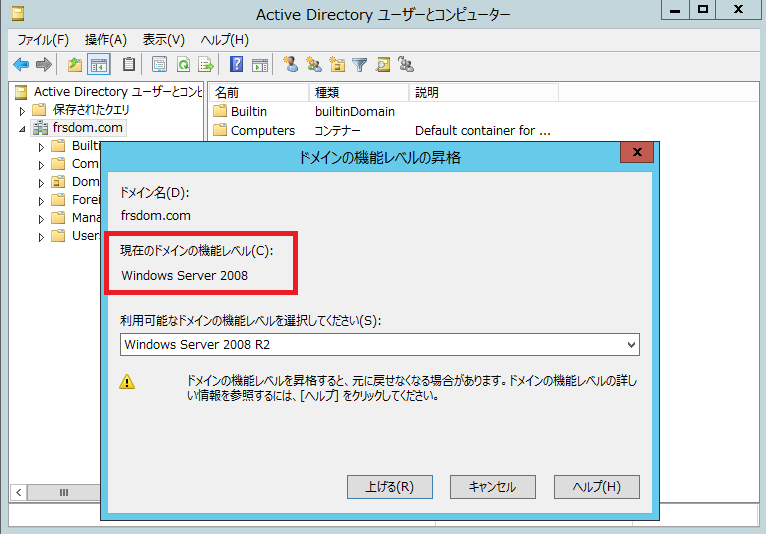 Active Directory ユーザーとコンピューター
ファイル(F) 操作(A) 表示(V) ヘルプ(H)
Active Directory ユーザーとコンピ
保存されたクエリ
frsdom.com
Builti
Com
Dom
Forei
Mana
User
名前 種類 説明
Builtin builtinDomain
Computers コンテナー Default container for ...
ドメインの機能レベルの昇格
ドメイン名(D):
frsdom.com
現在のドメインの機能レベル(C):
Windows Server 2008
利用可能なドメインの機能レベルを選択してください(S):
Windows Server 2008 R2
ドメインの機能レベルを昇格すると、元に戻せなくなる場合があります。ドメインの機能レベルの詳し
い情報を参照するには、[ヘルプ] をクリックしてください。
上げる(R) キャンセル ヘルプ(H)